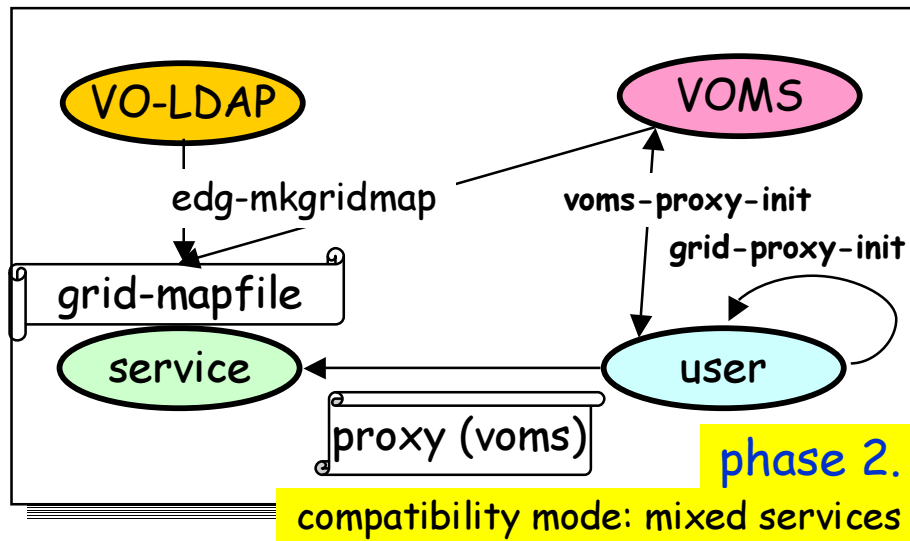 VO-LDAP
VOMS
edg-mkgridmap
voms-proxy-init
grid-proxy-init
grid-mapfile
service
user
proxy (voms)
phase 2.
compatibility mode: mixed services